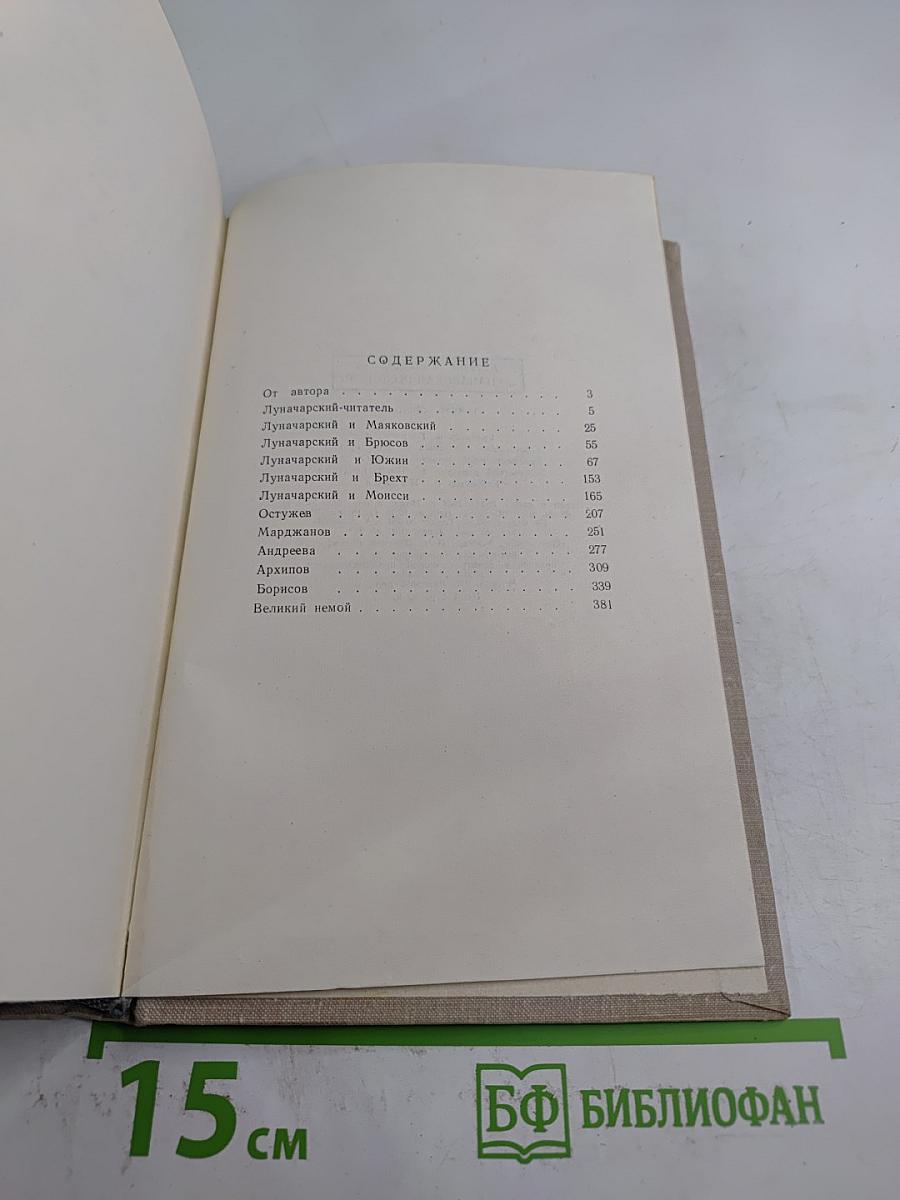 СОДЕРЖАНИЕ
От автора . . . . . . . . . . . . . . . 3
Луначарский-читатель . . . . . . . . . . 5
Луначарский и Маяковский . . . . . . . . 25
Луначарский и Брюсов . . . . . . . . . . 55
Луначарский и Южин . . . . . . . . . . 67
Луначарский и Брехт . . . . . . . . . . 153
Луначарский и Моисси . . . . . . . . . . 165
Остужев . . . . . . . . . . . . . . 207
Марджанов . . . . . . . . . . . . . . 251
Андреева . . . . . . . . . . . . . . 277
Архипов . . . . . . . . . . . . . . 309
Борисов . . . . . . . . . . . . . . 339
Великий немой . . . . . . . . . . . . . 381
15 см
БФ БИБЛИОФАН